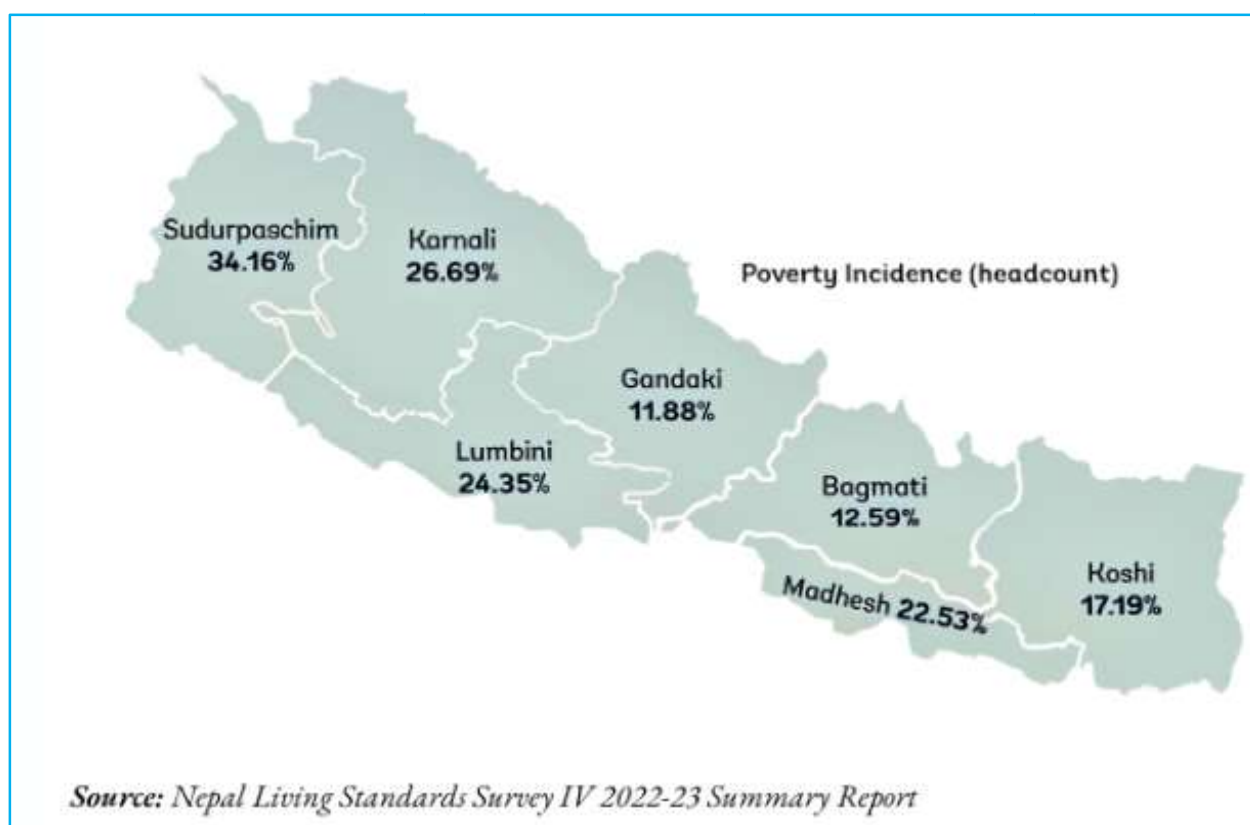 Sudurpaschim
34.16%
Karnali
26.69%
Poverty Incidence (headcount)
Gandaki
11.88%
Lumbini
24.35%
Bagmati
12.59%
Madhesh 22.53%
Koshi
17.19%
Source: Nepal Living Standards Survey IV 2022-23 Summary Report